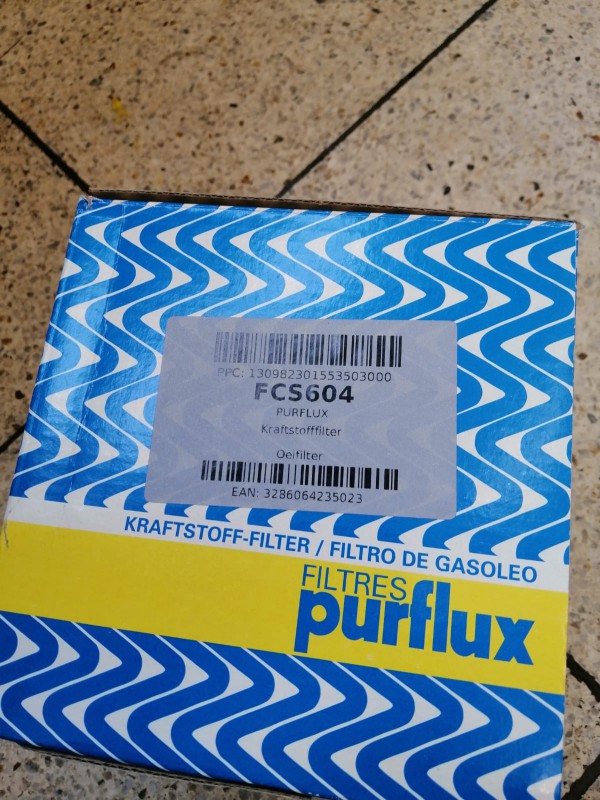 PPC: 130982301553503000
FCS604
PURFLUX
Kraftstofffilter
Oelfilter
EAN: 3286064235023
KRAFTSTOFF-FILTER / FILTRO DE GASOLEO
FILTRES
purflux